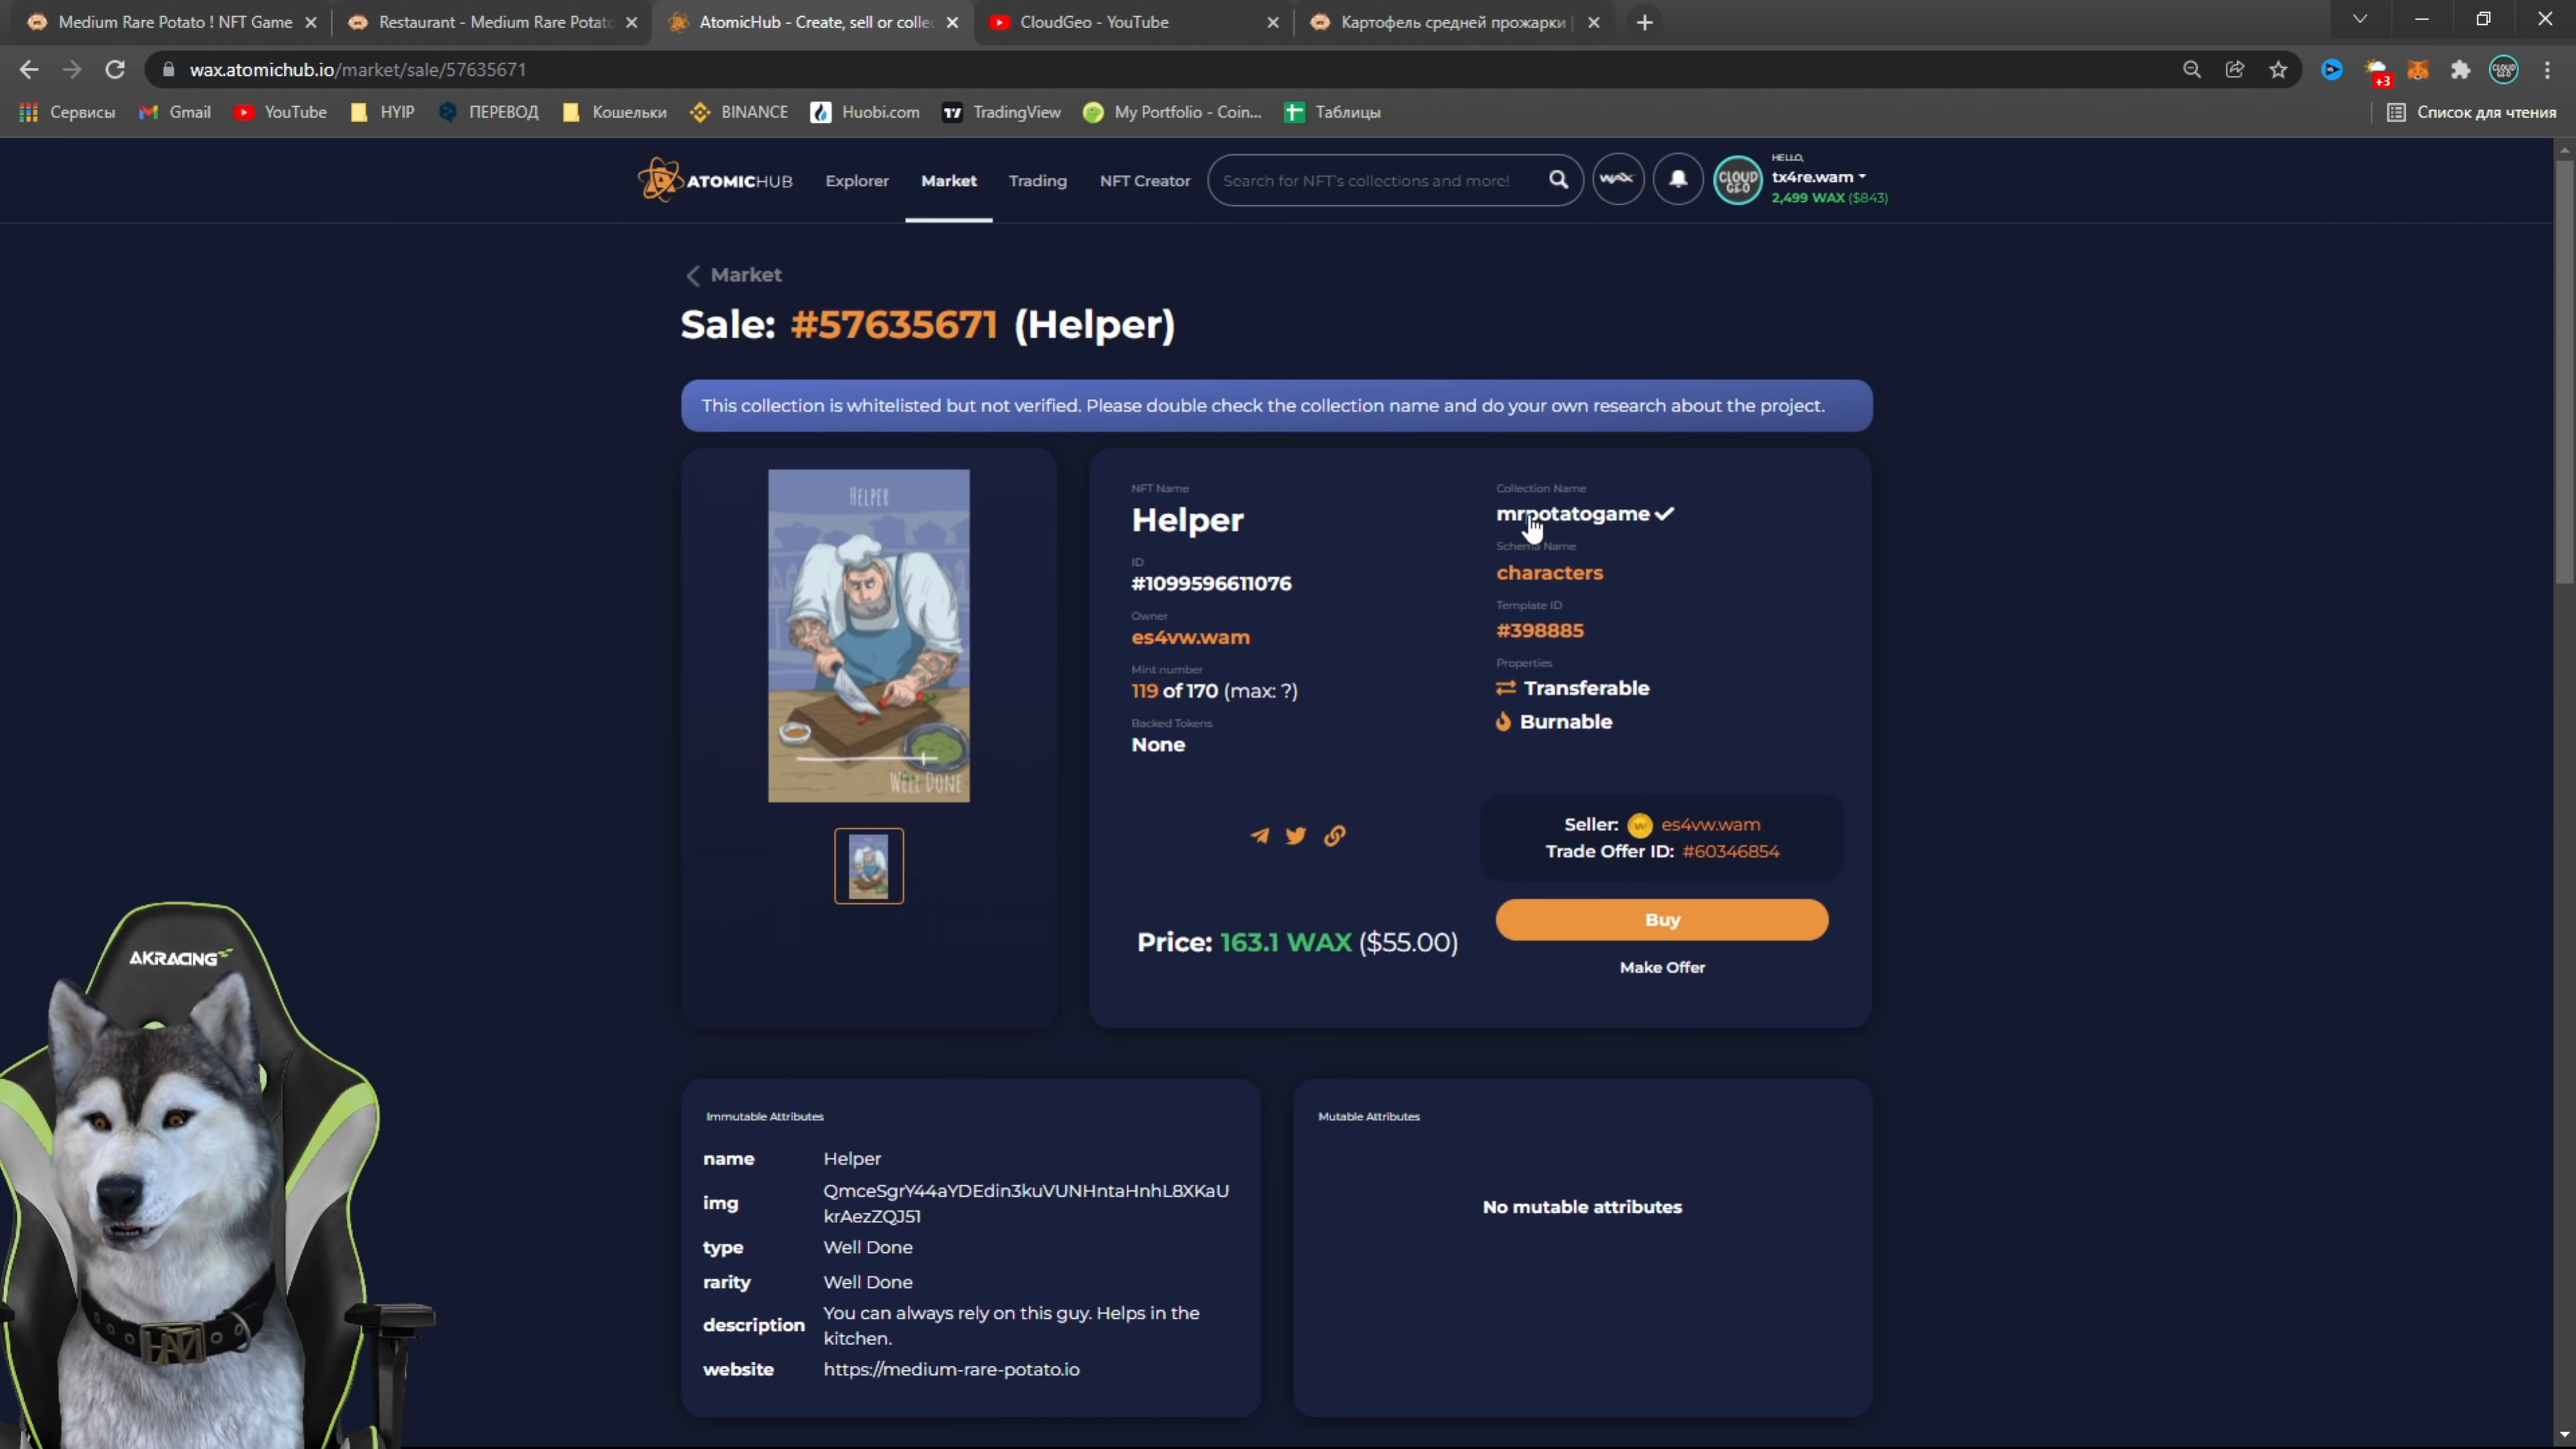 Medium Rare Potato ! NFT Game
Restaurant - Medium Rare Potato
AtomicHub - Create, sell or collec
CloudGeo - YouTube
Картофель средней прожарки |
wax.atomichub.io/market/sale/57635671
+3
CLOUD GEO
Сервисы
Gmail
YouTube
HYIP
ПЕРЕВОД
Кошельки
BINANCE
Huobi.com
TradingView
My Portfolio - Coin...
Таблицы
Список для чтения
ATOMICHUB
Explorer
Market
Trading
NFT Creator
Search for NFT's collections and more!
WAX
CLOUD GEO
HELLO,
tx4re.wam
2,499 WAX ($843)
Market
Sale: #57635671 (Helper)
This collection is whitelisted but not verified. Please double check the collection name and do your own research about the project.
HELPER
WELL DONE
NFT Name
Helper
ID
#1099596611076
Owner
es4vw.wam
Mint number
119 of 170 (max: ?)
Backed Tokens
None
Collection Name
mrpotatogame
Schema Name
characters
Template ID
#398885
Properties
Transferable
Burnable
Seller: es4vw.wam
Trade Offer ID: #60346854
Price: 163.1 WAX ($55.00)
Buy
Make Offer
AKRACING
Immutable Attributes
name Helper
img QmceSgrY44aYDEdin3kuVUNHntaHnhL8XKaU
krAezZQJ51
type Well Done
rarity Well Done
description You can always rely on this guy. Helps in the
kitchen.
website https://medium-rare-potato.io
Mutable Attributes
No mutable attributes